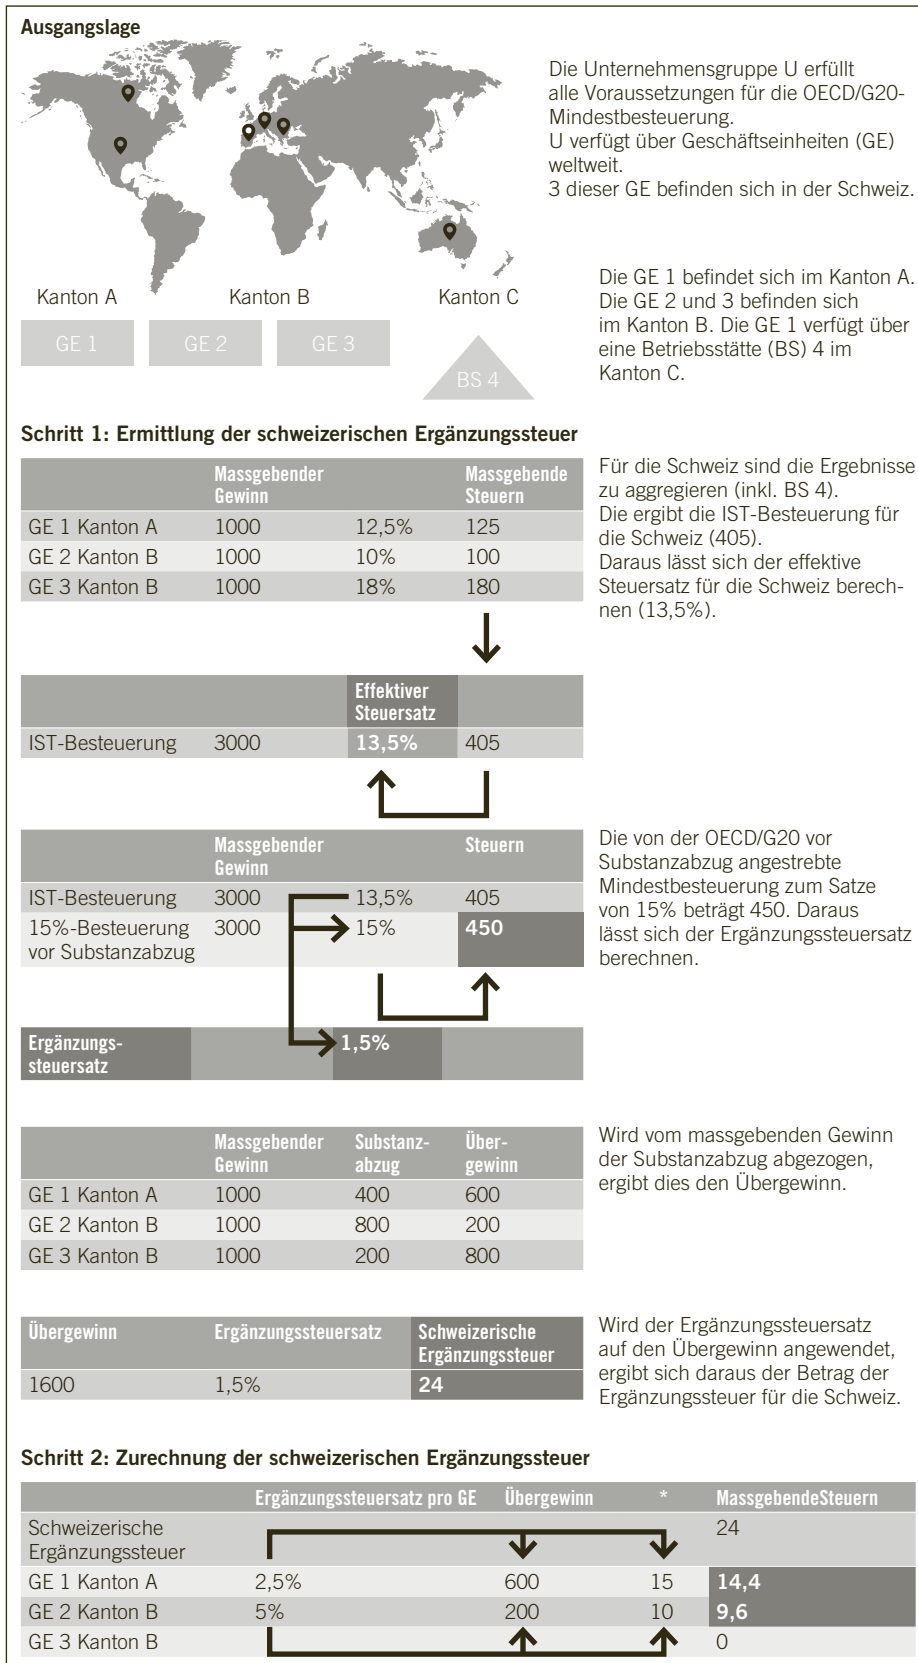 Ausgangslage
Die Unternehmensgruppe U erfüllt
alle Voraussetzungen für die OECD/G20-
Mindestbesteuerung.
U verfügt über Geschäftseinheiten (GE)
weltweit.
3 dieser GE befinden sich in der Schweiz.
Kanton A Kanton B Kanton C
GE 1 GE 2 GE 3 BS 4
Die GE 1 befindet sich im Kanton A.
Die GE 2 und 3 befinden sich
im Kanton B. Die GE 1 verfügt über
eine Betriebsstätte (BS) 4 im
Kanton C.
Schritt 1: Ermittlung der schweizerischen Ergänzungssteuer
Massgebender Massgebende
Gewinn Steuern
GE 1 Kanton A 1000 12,5% 125
GE 2 Kanton B 1000 10% 100
GE 3 Kanton B 1000 18% 180
Für die Schweiz sind die Ergebnisse
zu aggregieren (inkl. BS 4).
Die ergibt die IST-Besteuerung für
die Schweiz (405).
Daraus lässt sich der effektive
Steuersatz für die Schweiz berech-
nen (13,5%).
Effektiver
Steuersatz
IST-Besteuerung 3000 13,5% 405
Massgebender Steuern
Gewinn
IST-Besteuerung 3000 13,5% 405
15%-Besteuerung 3000 15% 450
vor Substanzabzug
Die von der OECD/G20 vor
Substanzabzug angestrebte
Mindestbesteuerung zum Satze
von 15% beträgt 450. Daraus
lässt sich der Ergänzungssteuersatz
berechnen.
Ergänzungs- 1,5%
steuersatz
Massgebender Substanz- Über-
Gewinn abzug gewinn
GE 1 Kanton A 1000 400 600
GE 2 Kanton B 1000 800 200
GE 3 Kanton B 1000 200 800
Wird vom massgebenden Gewinn
der Substanzabzug abgezogen,
ergibt dies den Übergewinn.
Übergewinn Ergänzungssteuersatz Schweizerische
Ergänzungssteuer
1600 1,5% 24
Wird der Ergänzungssteuersatz
auf den Übergewinn angewendet,
ergibt sich daraus der Betrag der
Ergänzungssteuer für die Schweiz.
Schritt 2: Zurechnung der schweizerischen Ergänzungssteuer
Ergänzungssteuersatz pro GE Übergewinn * MassgebendeSteuern
Schweizerische 24
Ergänzungssteuer
GE 1 Kanton A 2,5% 600 15 14,4
GE 2 Kanton B 5% 200 10 9,6
GE 3 Kanton B 0